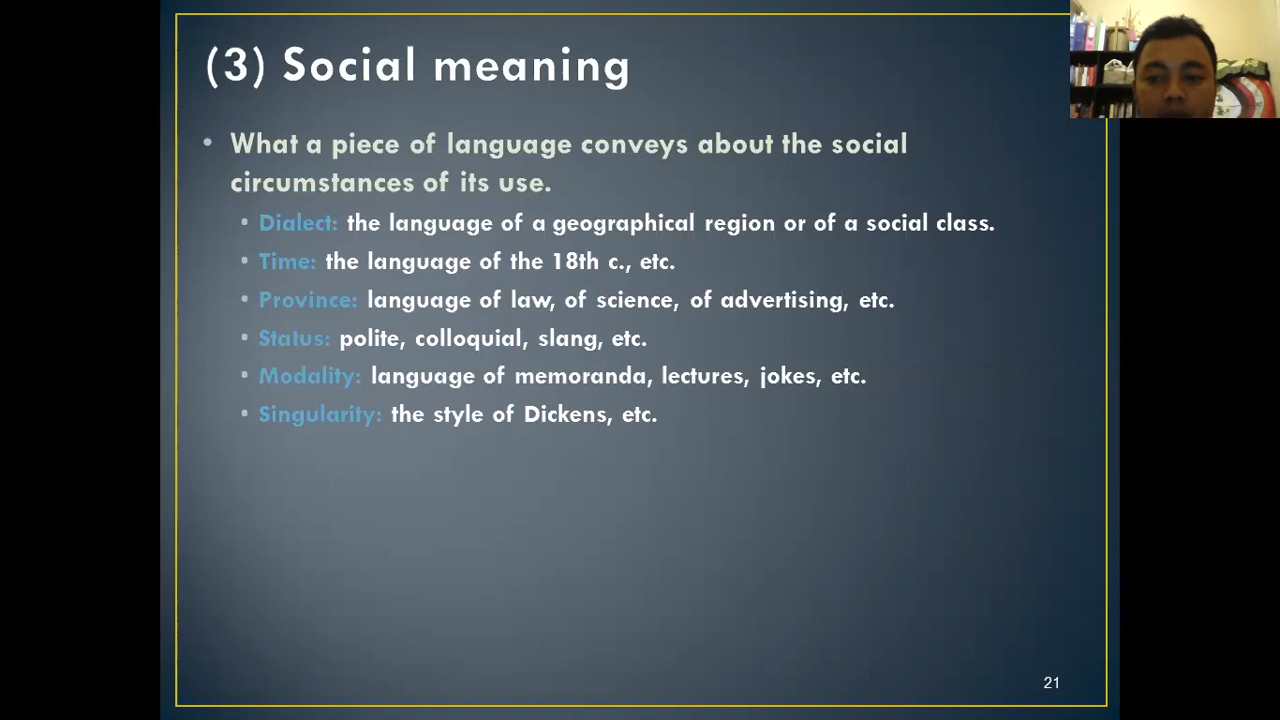 (3) Social meaning
• What a piece of language conveys about the social
circumstances of its use.
• Dialect: the language of a geographical region or of a social class.
• Time: the language of the 18th c., etc.
• Province: language of law, of science, of advertising, etc.
• Status: polite, colloquial, slang, etc.
• Modality: language of memoranda, lectures, jokes, etc.
• Singularity: the style of Dickens, etc.
21